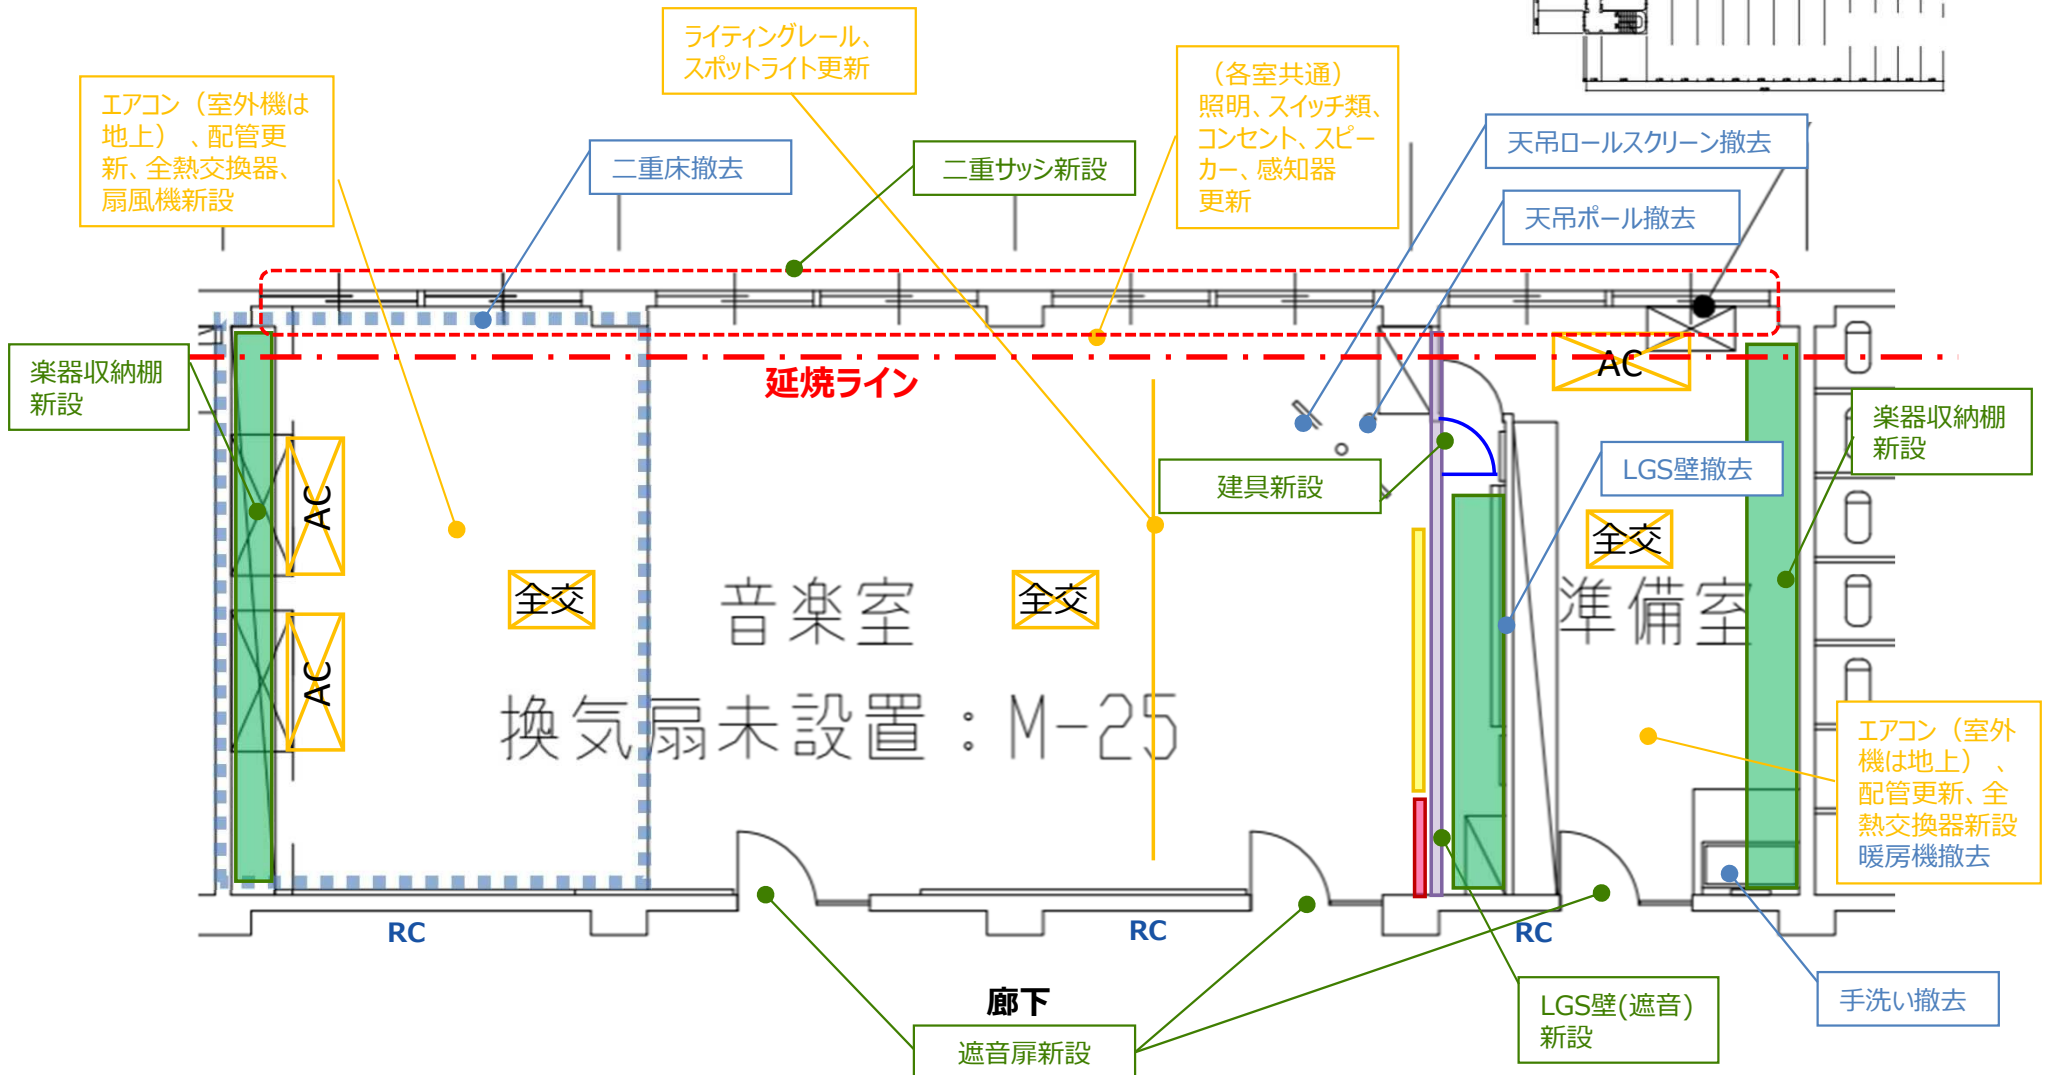 ライティングレール、
スポットライト更新
（各室共通）
照明、スイッチ類、
コンセント、スピー
カー、感知器
更新
エアコン（室外機は
地上）、配管更
新、全熱交換器、
扇風機新設
二重床撤去
二重サッシ新設
天吊ロールスクリーン撤去
天吊ポール撤去
楽器収納棚
新設
延焼ライン
AC
楽器収納棚
新設
建具新設
LGS壁撤去
AC
全交
全交
全交
音楽室
準備室
AC
換気扇未設置：M-25
エアコン（室外
機は地上）、
配管更新、全
熱交換器新設
暖房機撤去
RC
RC
RC
廊下
遮音扉新設
LGS壁(遮音)
新設
手洗い撤去